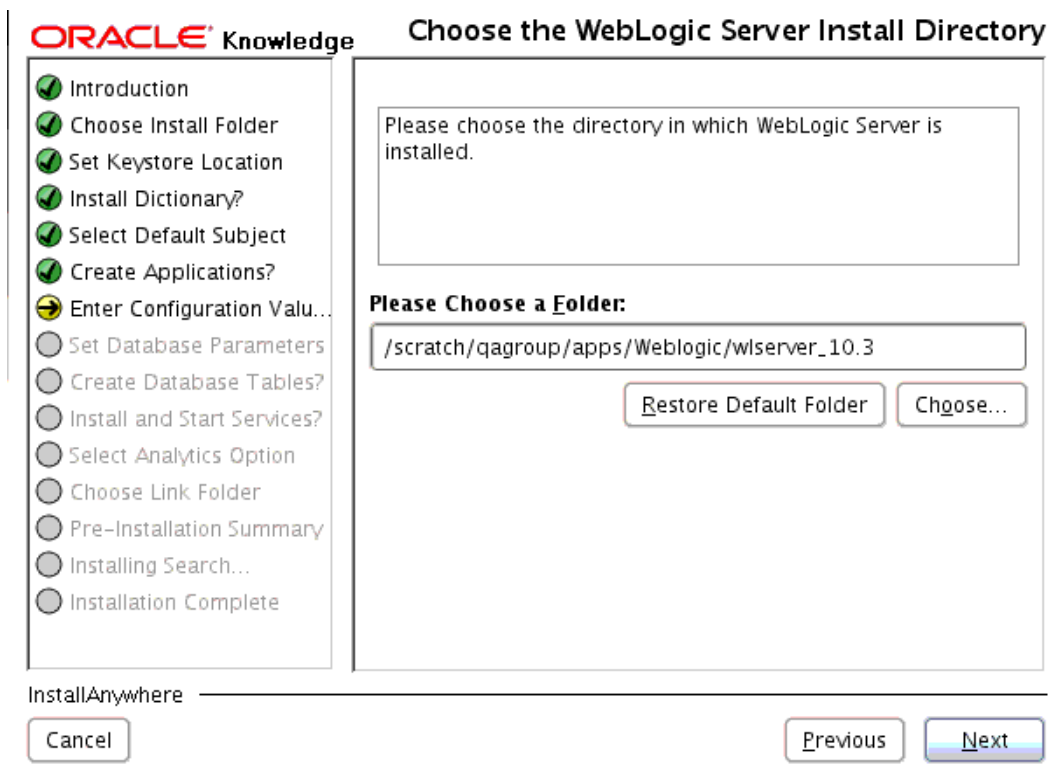 ORACLE Knowledge
Choose the WebLogic Server Install Directory
Introduction
Choose Install Folder
Set Keystore Location
Install Dictionary?
Select Default Subject
Create Applications?
Enter Configuration Valu...
Set Database Parameters
Create Database Tables?
Install and Start Services?
Select Analytics Option
Choose Link Folder
Pre-Installation Summary
Installing Search...
Installation Complete
Please choose the directory in which WebLogic Server is
installed.
Please Choose a Folder:
/scratch/qagroup/apps/Weblogic/wlserver_10.3
Restore Default Folder
Choose...
InstallAnywhere
Cancel
Previous
Next